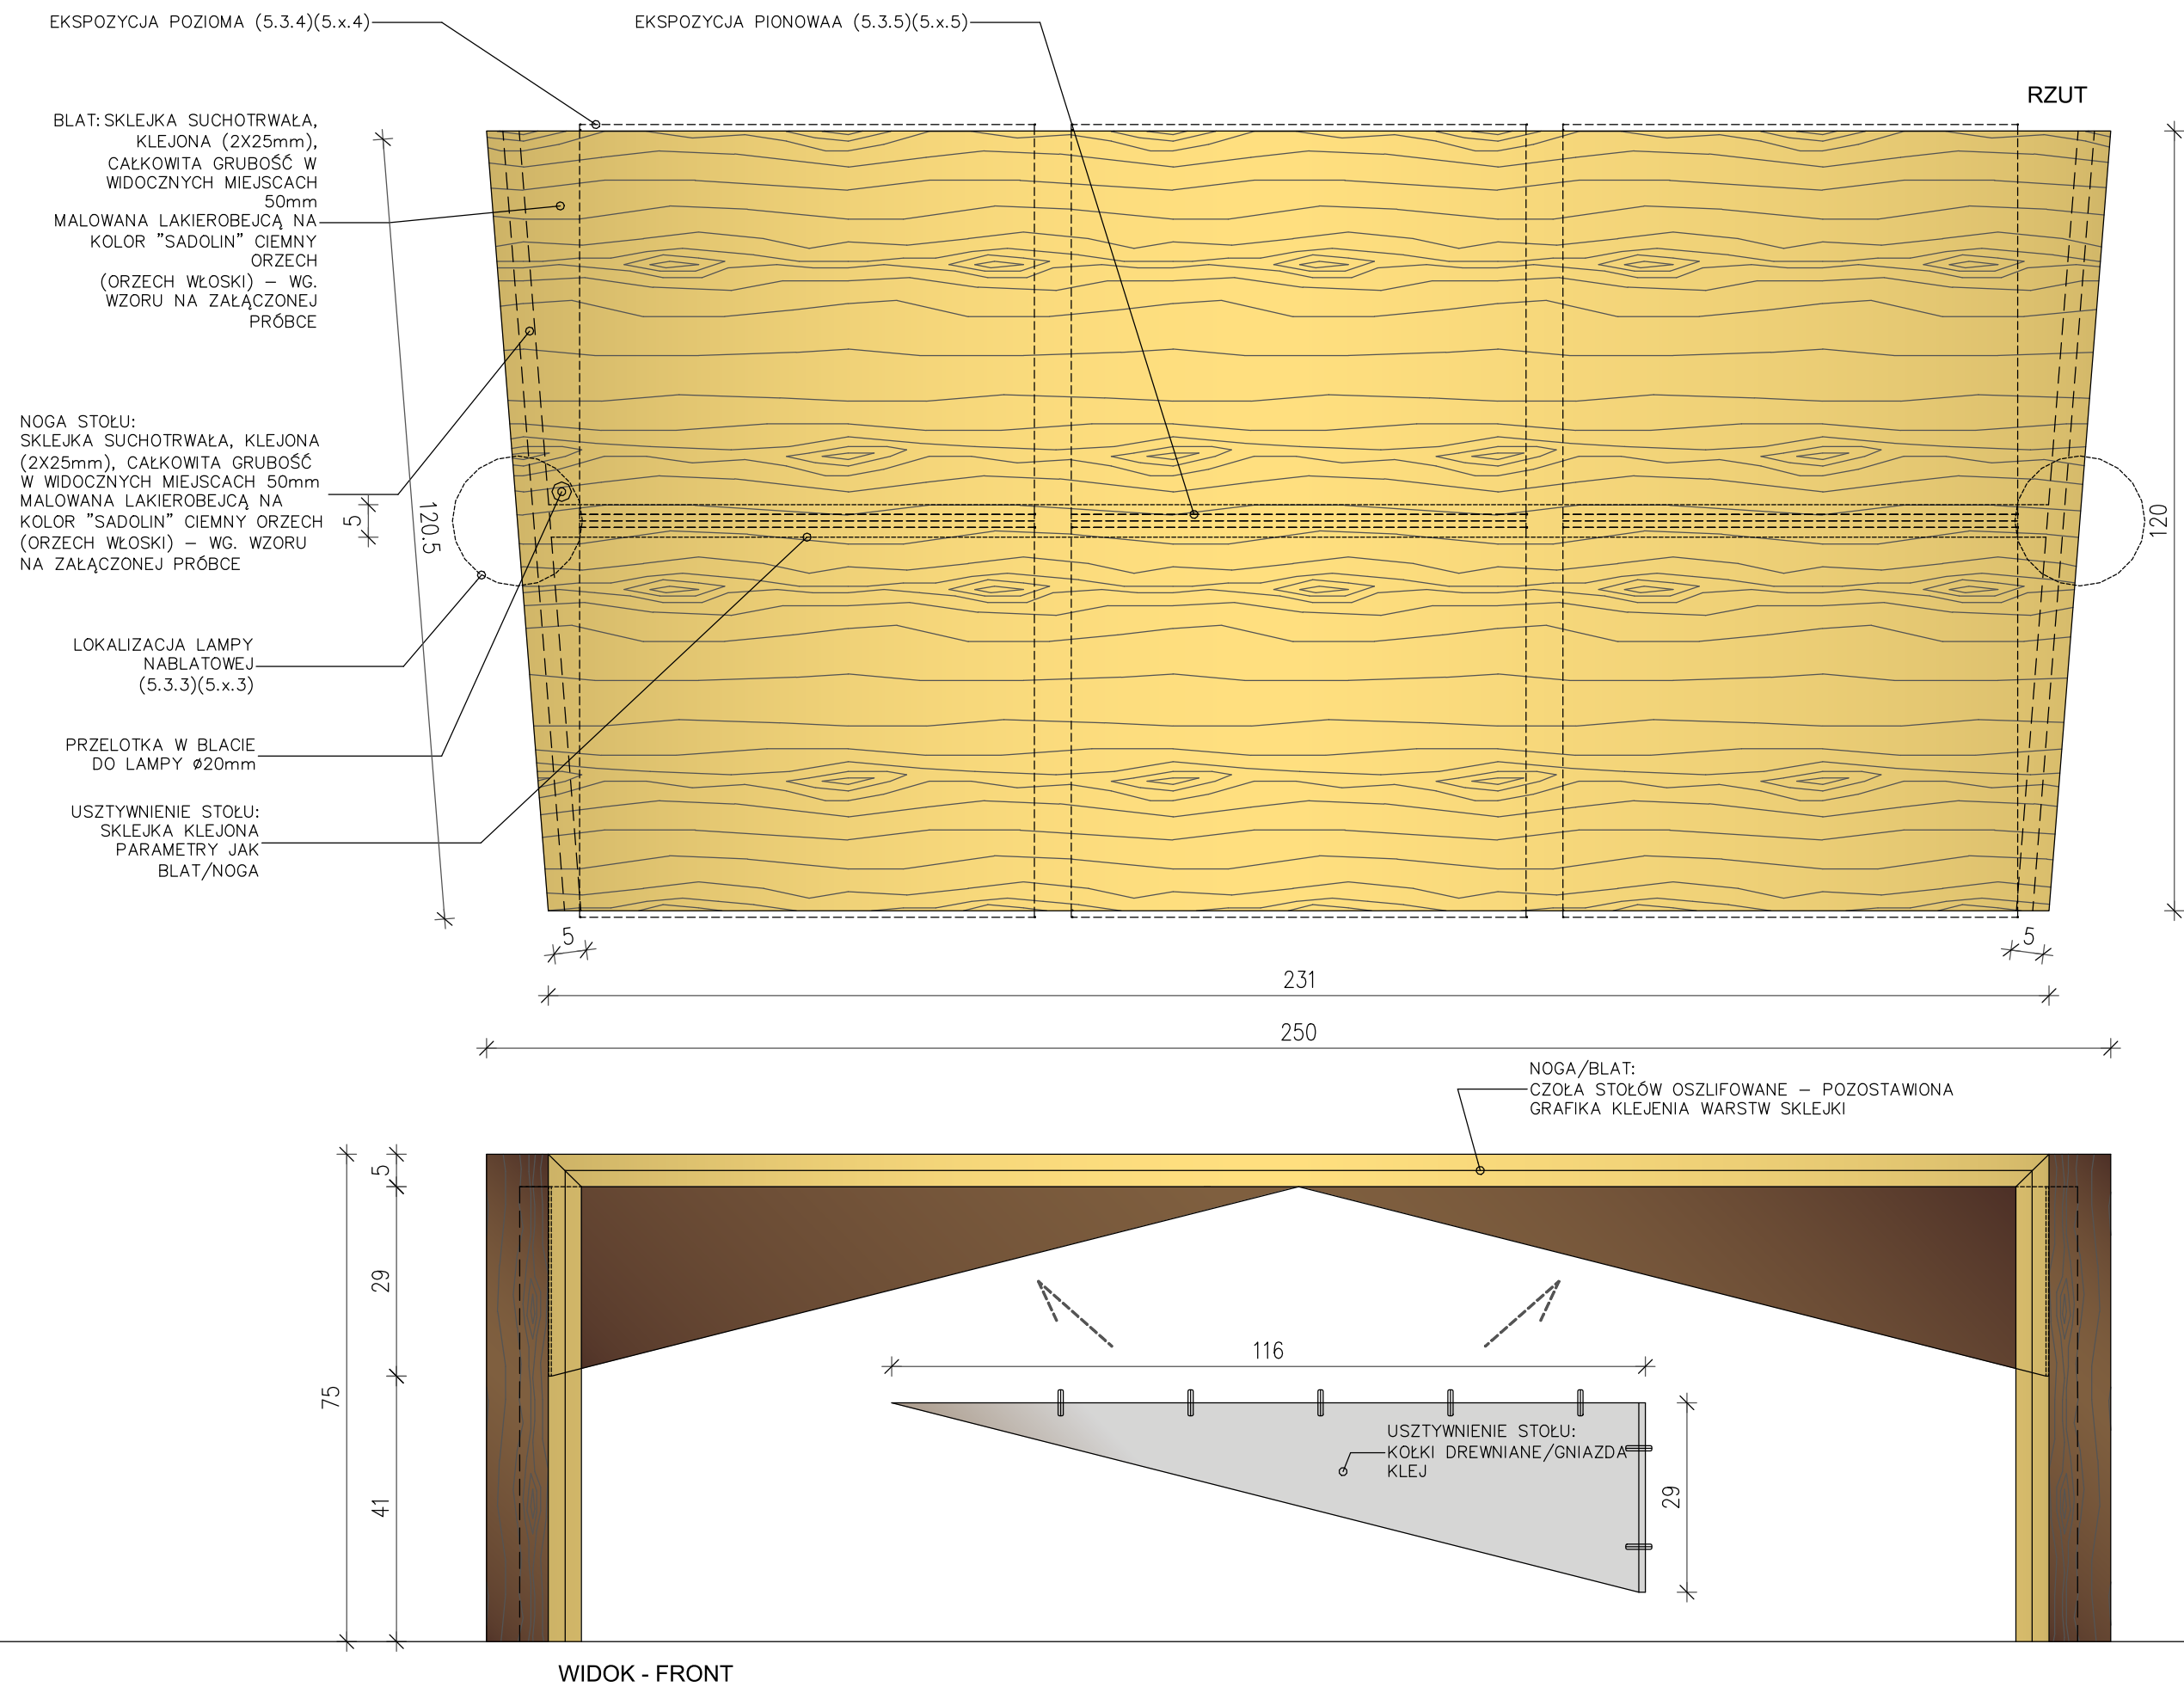 EKSPOZYCJA POZIOMA (5.3.4)(5.x.4)
EKSPOZYCJA PIONOWAA (5.3.5)(5.x.5)
RZUT
BLAT: SKLEJKA SUCHOTRWAŁA,
KLEJONA (2X25mm),
CAŁKOWITA GRUBOŚĆ W
WIDOCZNYCH MIEJSCACH
50mm
MALOWANA LAKIEROBEJCĄ NA
KOLOR "SADOLIN" CIEMNY
ORZECH
(ORZECH WŁOSKI) – WG.
WZORU NA ZAŁĄCZONEJ
PRÓBCE
NOGA STOŁU:
SKLEJKA SUCHOTRWAŁA, KLEJONA
(2X25mm), CAŁKOWITA GRUBOŚĆ
W WIDOCZNYCH MIEJSCACH 50mm
MALOWANA LAKIEROBEJCĄ NA
KOLOR "SADOLIN" CIEMNY ORZECH
(ORZECH WŁOSKI) – WG. WZORU
NA ZAŁĄCZONEJ PRÓBCE
5
120.5
120
LOKALIZACJA LAMPY
NABLATOWEJ
(5.3.3)(5.x.3)
PRZELOTKA W BLACIE
DO LAMPY ø20mm
USZTYWNIENIE STOŁU:
SKLEJKA KLEJONA
PARAMETRY JAK
BLAT/NOGA
5
5
231
250
NOGA/BLAT:
CZOŁA STOŁÓW OSZLIFOWANE – POZOSTAWIONA
GRAFIKA KLEJENIA WARSTW SKLEJKI
5
29
75
41
116
USZTYWNIENIE STOŁU:
KOŁKI DREWNIANE/GNIAZDA
KLEJ
29
WIDOK - FRONT